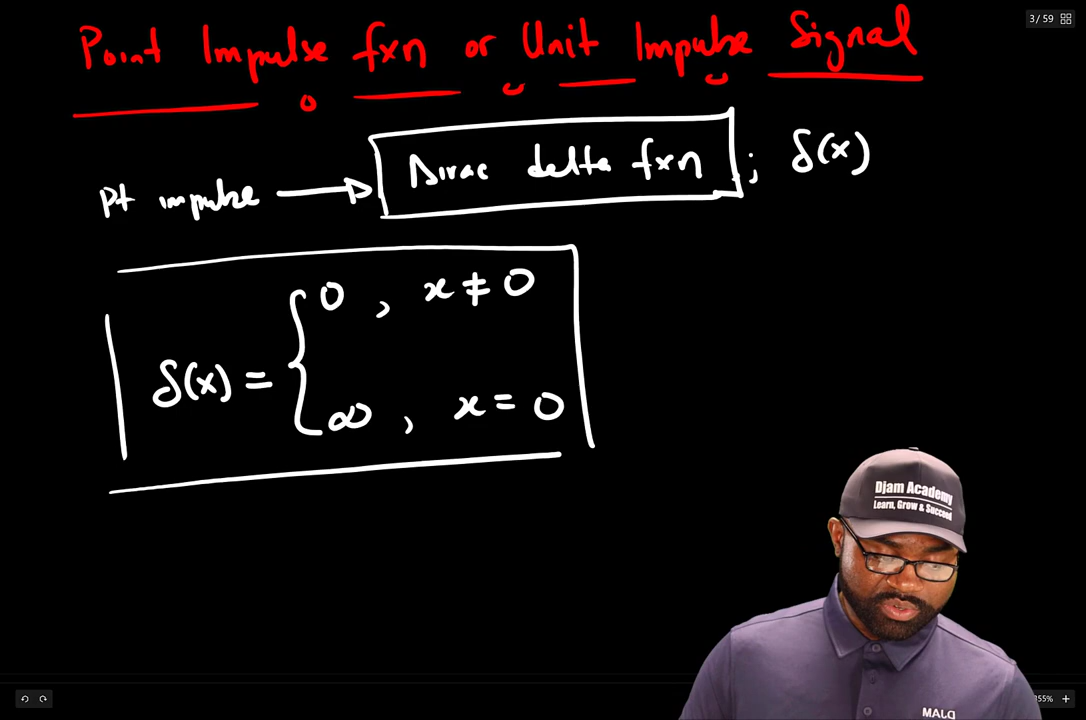 3 / 59
Point Impulse fxn or Unit Impulse Signal
Pt impulse → Dirac delta fxn ; δ(x)
δ(x) = { 0 , x ≠ 0
∞ , x = 0
Djam Academy
Learn, Grow & Succeed
MALQ